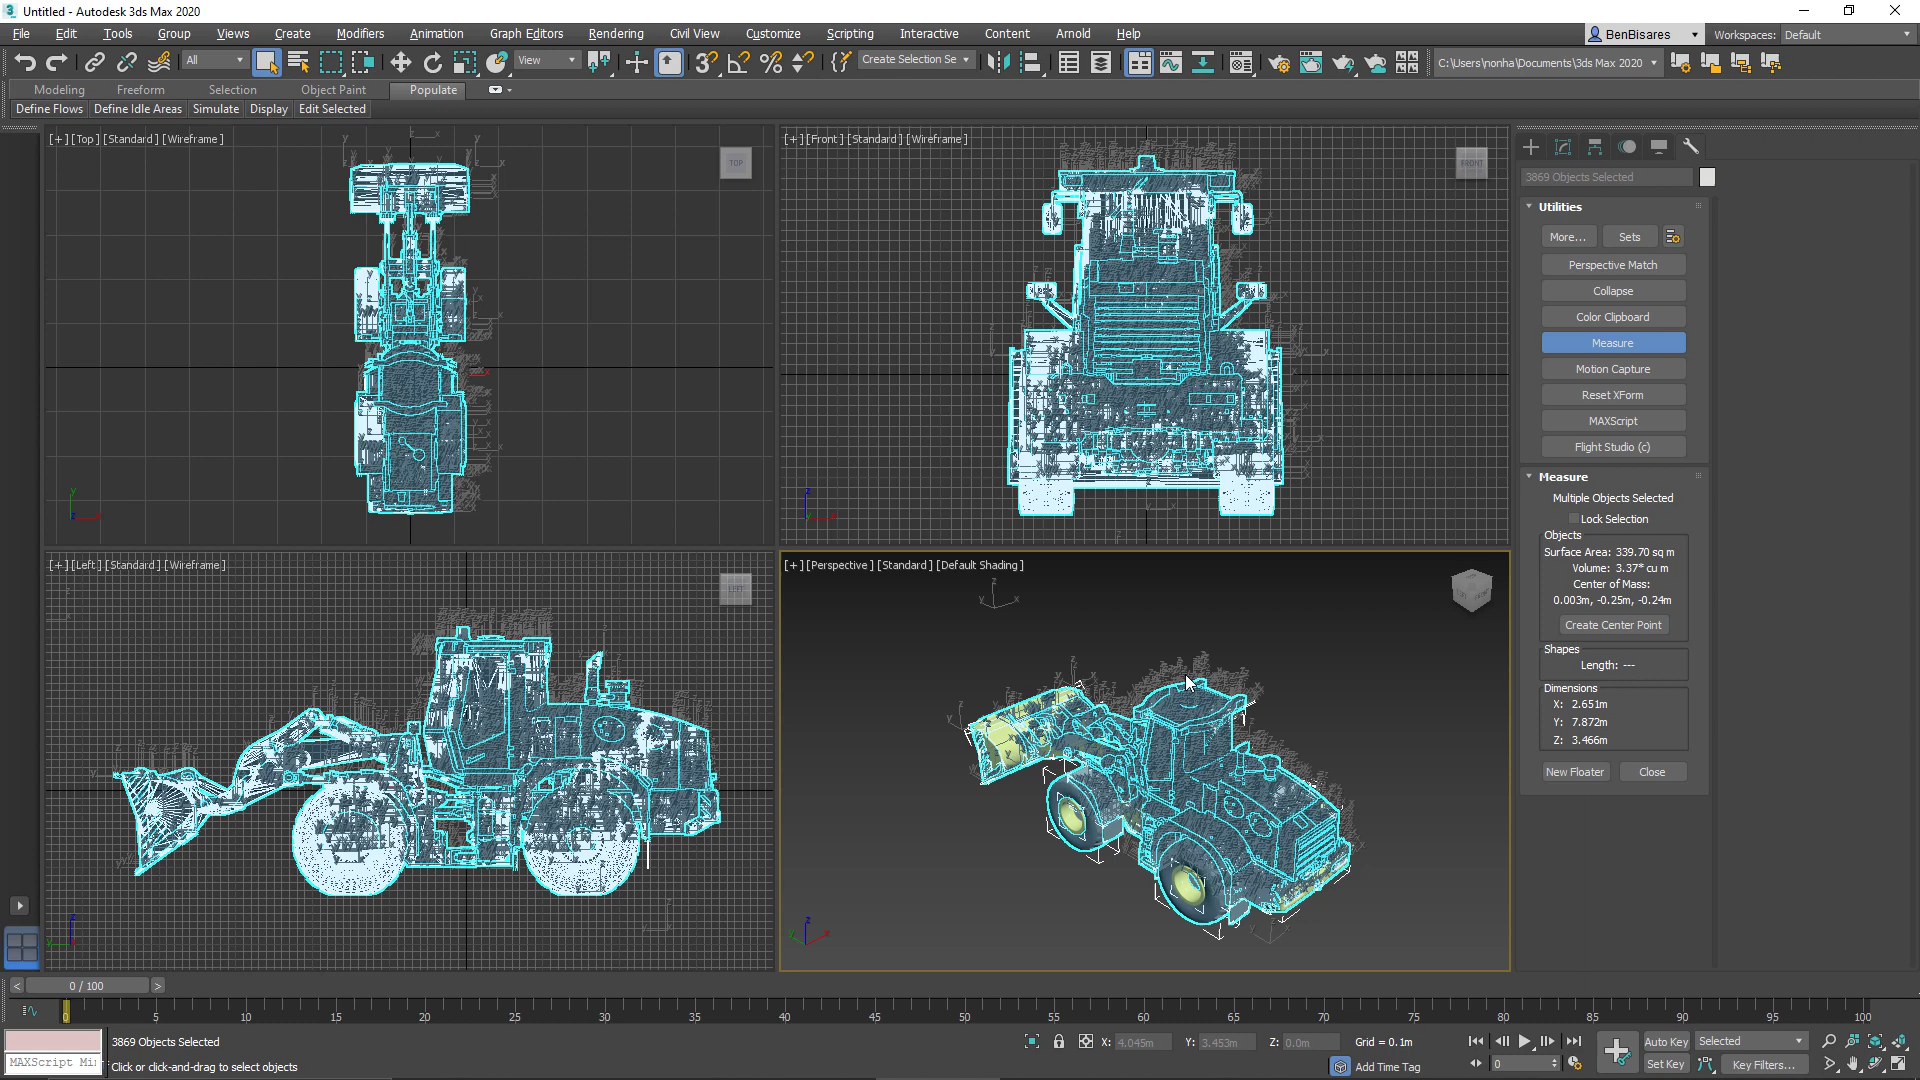 Untitled - Autodesk 3ds Max 2020
File Edit Tools Group Views Create Modifiers Animation Graph Editors Rendering Civil View Customize Scripting Interactive Content Arnold Help
BenBisares Workspaces: Default
All View Create Selection Se C:\Users\nonha\Documents\3ds Max 2020
Modeling Freeform Selection Object Paint Populate
Define Flows Define Idle Areas Simulate Display Edit Selected
[+] [Top] [Standard] [Wireframe]
TOP
[+] [Front] [Standard] [Wireframe]
FRONT
[+] [Left] [Standard] [Wireframe]
LEFT
[+] [Perspective] [Standard] [Default Shading]
3869 Objects Selected
Utilities
More... Sets
Perspective Match
Collapse
Color Clipboard
Measure
Motion Capture
Reset XForm
MAXScript
Flight Studio (c)
Measure
Multiple Objects Selected
Lock Selection
Objects
Surface Area: 339.70 sq m
Volume: 3.37* cu m
Center of Mass:
0.003m, -0.25m, -0.24m
Create Center Point
Shapes
Length: ---
Dimensions
X: 2.651m
Y: 7.872m
Z: 3.466m
New Floater Close
< 0 / 100 >
0 5 10 15 20 25 30 35 40 45 50 55 60 65 70 75 80 85 90 95 100
3869 Objects Selected
X: 4.045m Y: 3.453m Z: 0.0m Grid = 0.1m
Auto Key Selected
MAXScript Mi
Click or click-and-drag to select objects
Add Time Tag
0
Set Key Key Filters...